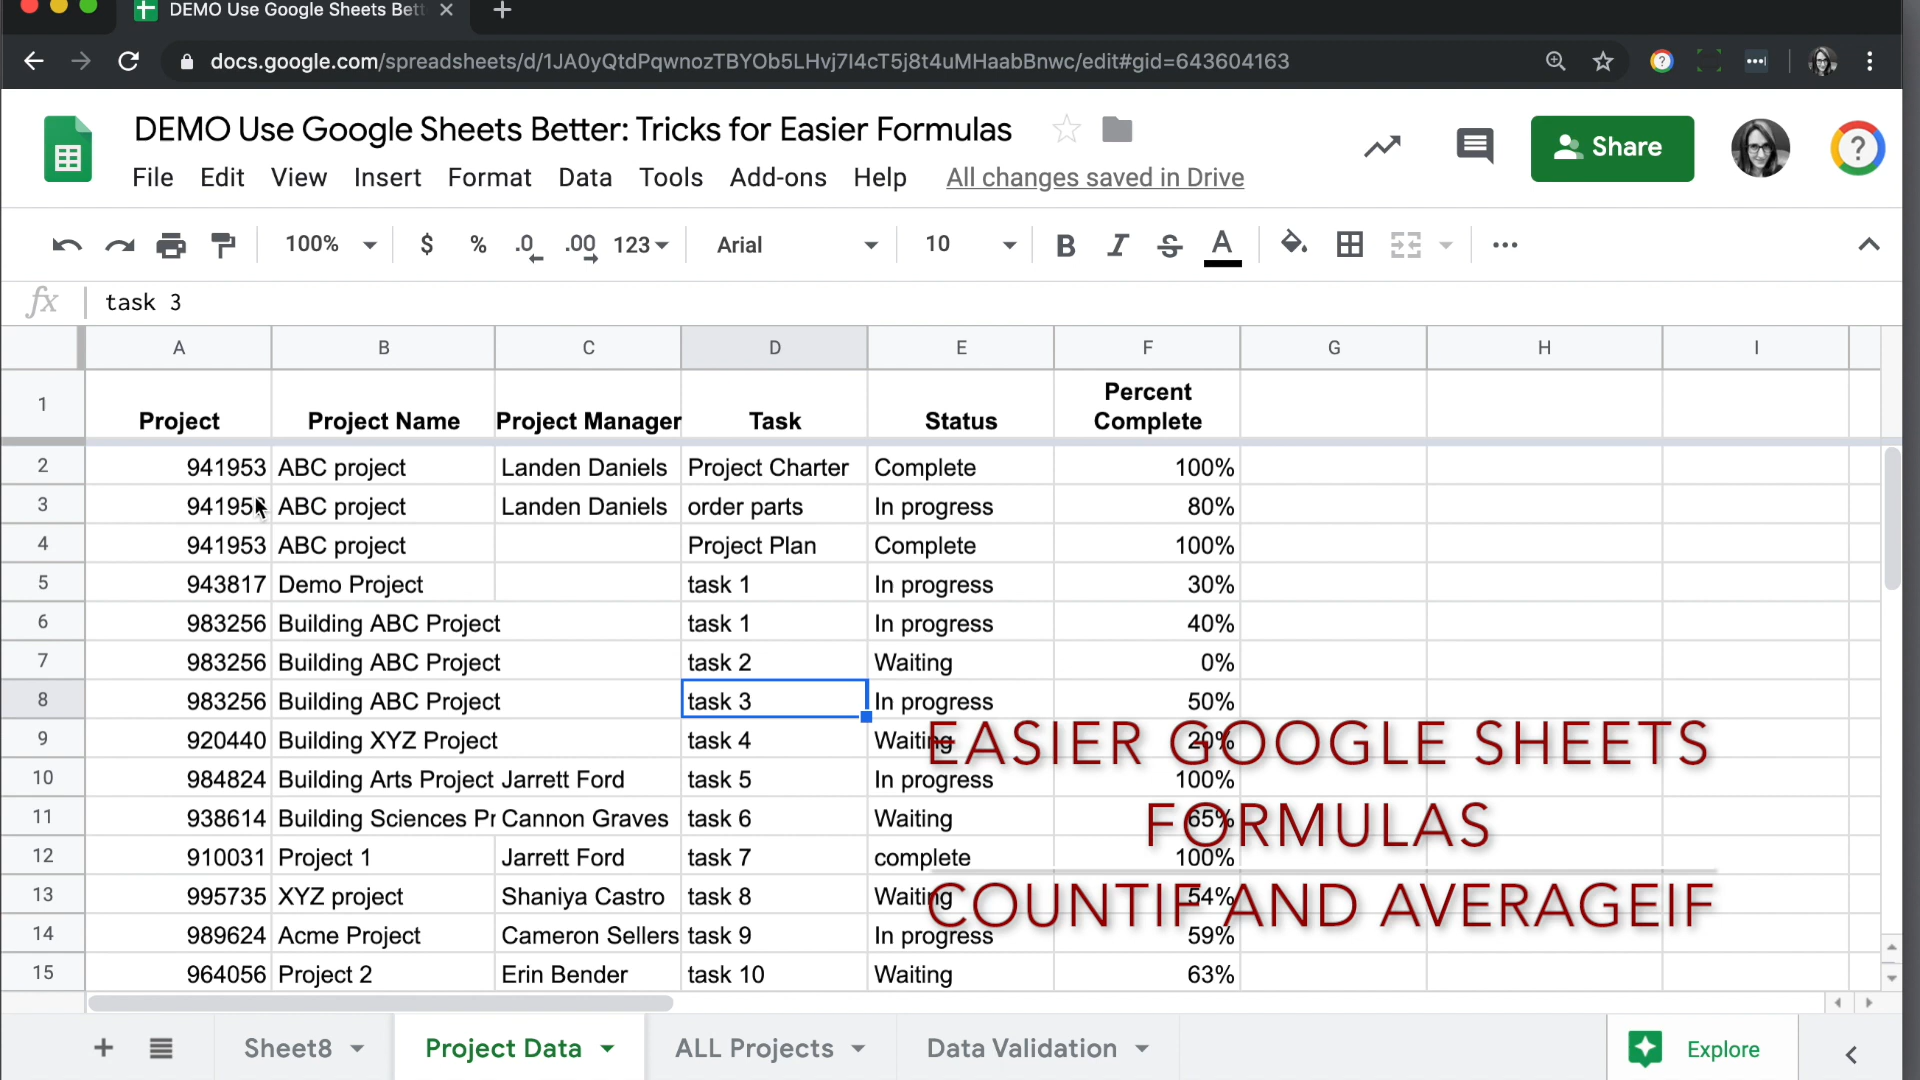 DEMO Use Google Sheets Bett
docs.google.com/spreadsheets/d/1JA0yQtdPqwnozTBYOb5LHvj7I4cT5j8t4uMHaabBnwc/edit#gid=643604163
DEMO Use Google Sheets Better: Tricks for Easier Formulas
Share
File Edit View Insert Format Data Tools Add-ons Help All changes saved in Drive
100% $ % .0 .00 123 Arial 10 B I S A
fx task 3
A B C D E F G H I
1 Project Project Name Project Manager Task Status Percent Complete
2 941953 ABC project Landen Daniels Project Charter Complete 100%
3 941953 ABC project Landen Daniels order parts In progress 80%
4 941953 ABC project Project Plan Complete 100%
5 943817 Demo Project task 1 In progress 30%
6 983256 Building ABC Project task 1 In progress 40%
7 983256 Building ABC Project task 2 Waiting 0%
8 983256 Building ABC Project task 3 In progress 50%
9 920440 Building XYZ Project task 4 Waiting 20%
10 984824 Building Arts Project Jarrett Ford task 5 In progress 100%
11 938614 Building Sciences Pr Cannon Graves task 6 Waiting 65%
12 910031 Project 1 Jarrett Ford task 7 complete 100%
13 995735 XYZ project Shaniya Castro task 8 Waiting 54%
14 989624 Acme Project Cameron Sellers task 9 In progress 59%
15 964056 Project 2 Erin Bender task 10 Waiting 63%
EASIER GOOGLE SHEETS
FORMULAS
COUNTIF AND AVERAGEIF
Sheet8 Project Data ALL Projects Data Validation Explore